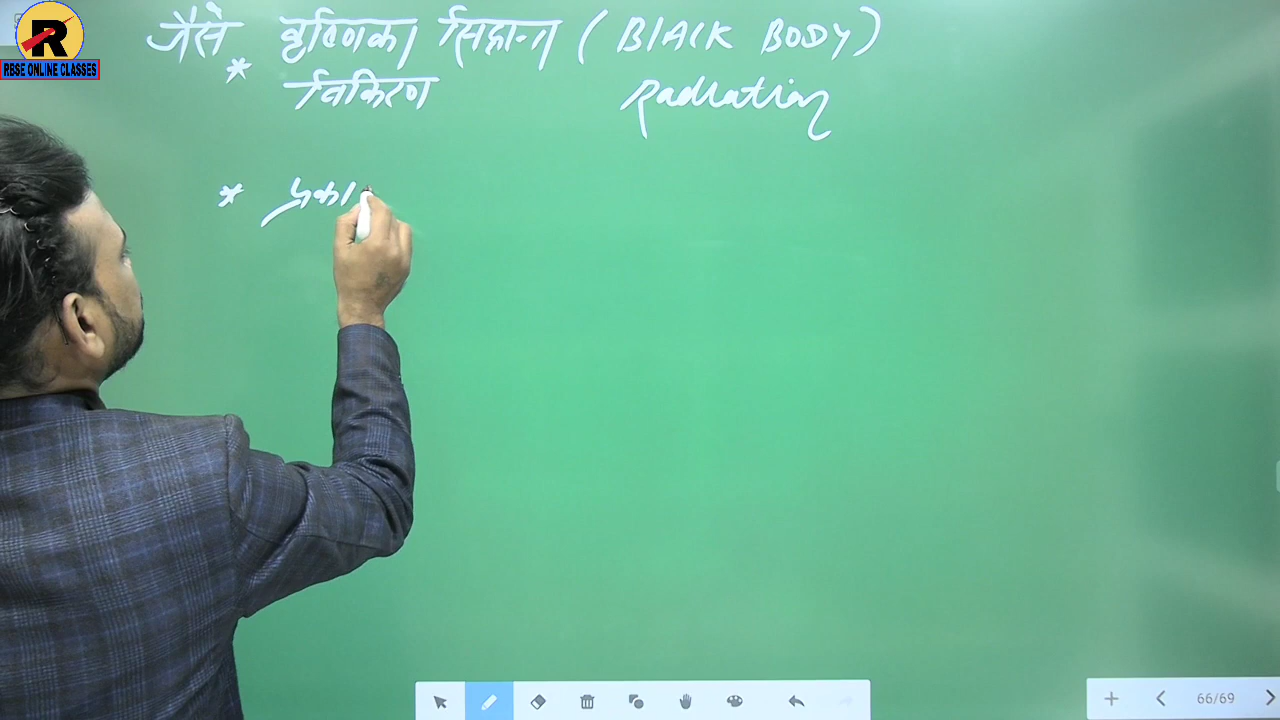 R
RBSE ONLINE CLASSES
जैसे कृष्णिका सिद्धान्त (BLACK BODY)
* विकिरण Radiation
* प्रका
66/69